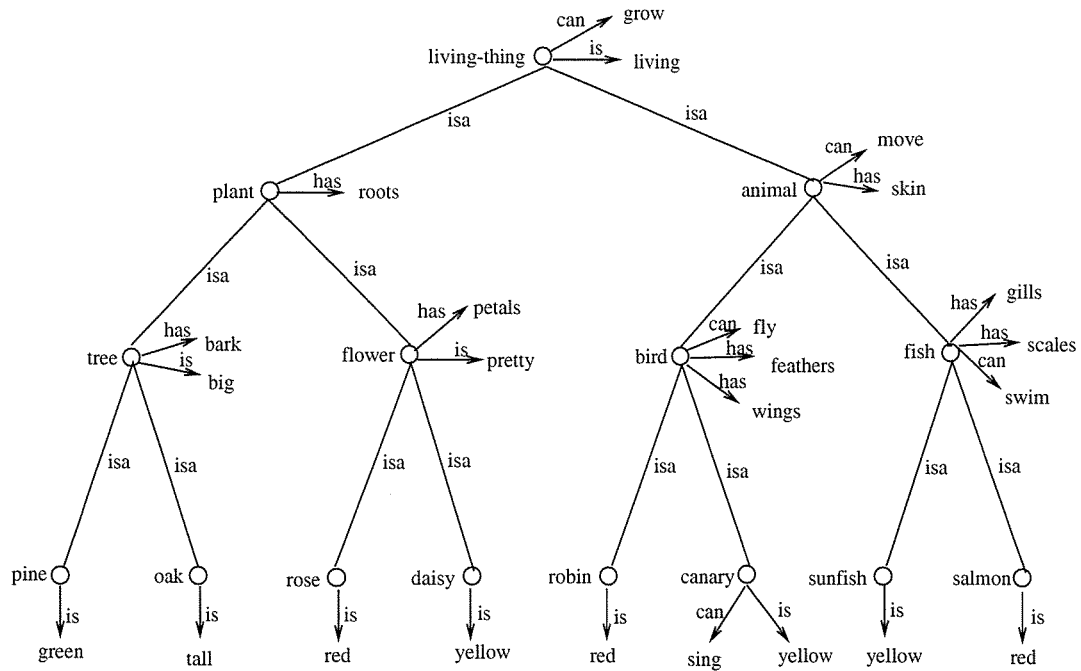 can grow
living-thing is living
isa isa
can move
plant has roots animal has skin
isa isa isa isa
has petals can fly has gills
tree has bark flower is pretty bird has feathers fish has scales
is big has wings can swim
isa isa isa isa isa isa isa isa
pine oak rose daisy robin canary sunfish salmon
is is is is is can is is is
green tall red yellow red sing yellow yellow red